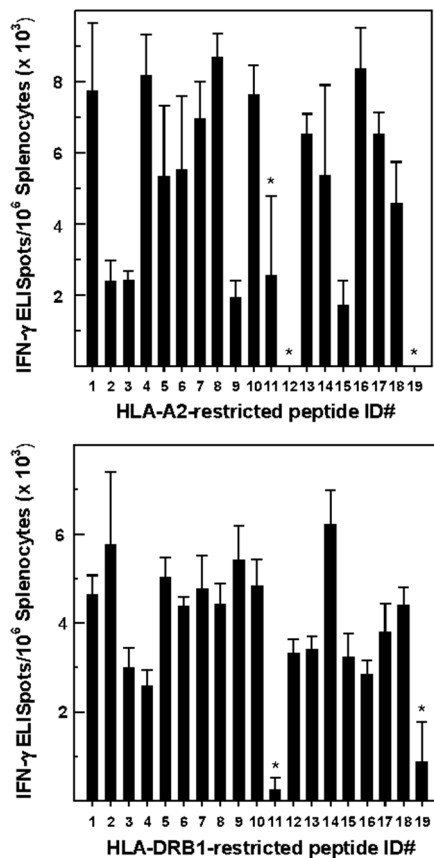 IFN-γ ELISpots/10⁶ Splenocytes (x 10³)
8
6
4
2
*
*
*
1 2 3 4 5 6 7 8 9 10 11 12 13 14 15 16 17 18 19
HLA-A2-restricted peptide ID#
IFN-γ ELISpots/10⁶ Splenocytes (x 10³)
6
4
2
*
*
1 2 3 4 5 6 7 8 9 10 11 12 13 14 15 16 17 18 19
HLA-DRB1-restricted peptide ID#